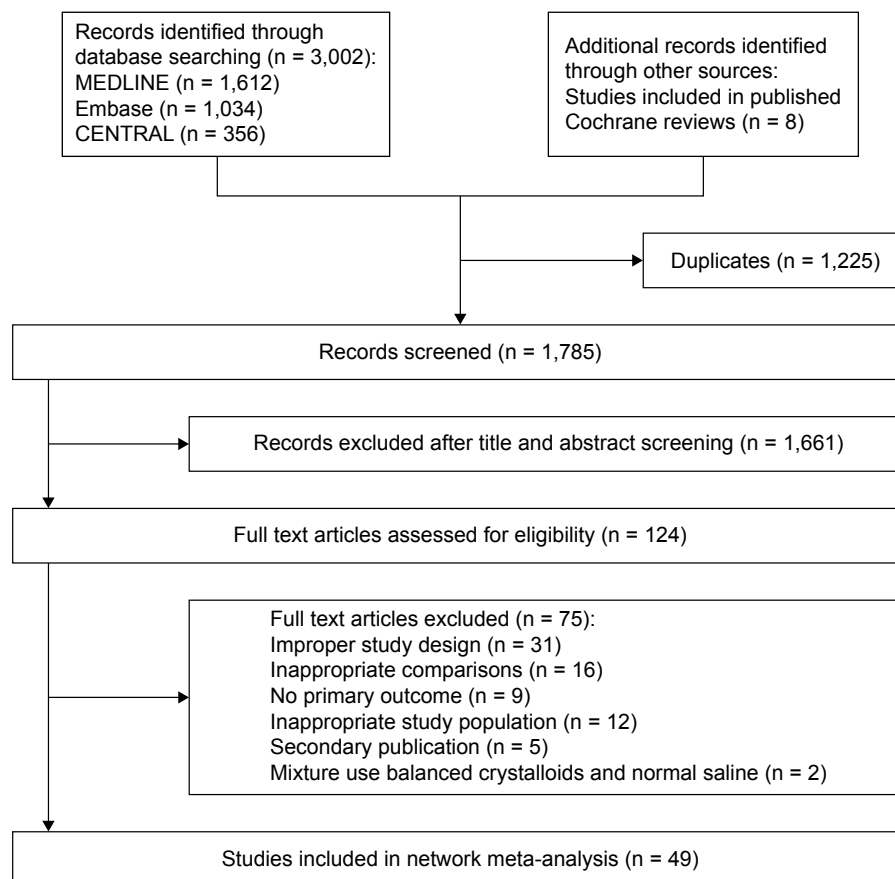 Records identified through
database searching (n = 3,002):
MEDLINE (n = 1,612)
Embase (n = 1,034)
CENTRAL (n = 356)
Additional records identified
through other sources:
Studies included in published
Cochrane reviews (n = 8)
Duplicates (n = 1,225)
Records screened (n = 1,785)
Records excluded after title and abstract screening (n = 1,661)
Full text articles assessed for eligibility (n = 124)
Full text articles excluded (n = 75):
Improper study design (n = 31)
Inappropriate comparisons (n = 16)
No primary outcome (n = 9)
Inappropriate study population (n = 12)
Secondary publication (n = 5)
Mixture use balanced crystalloids and normal saline (n = 2)
Studies included in network meta-analysis (n = 49)